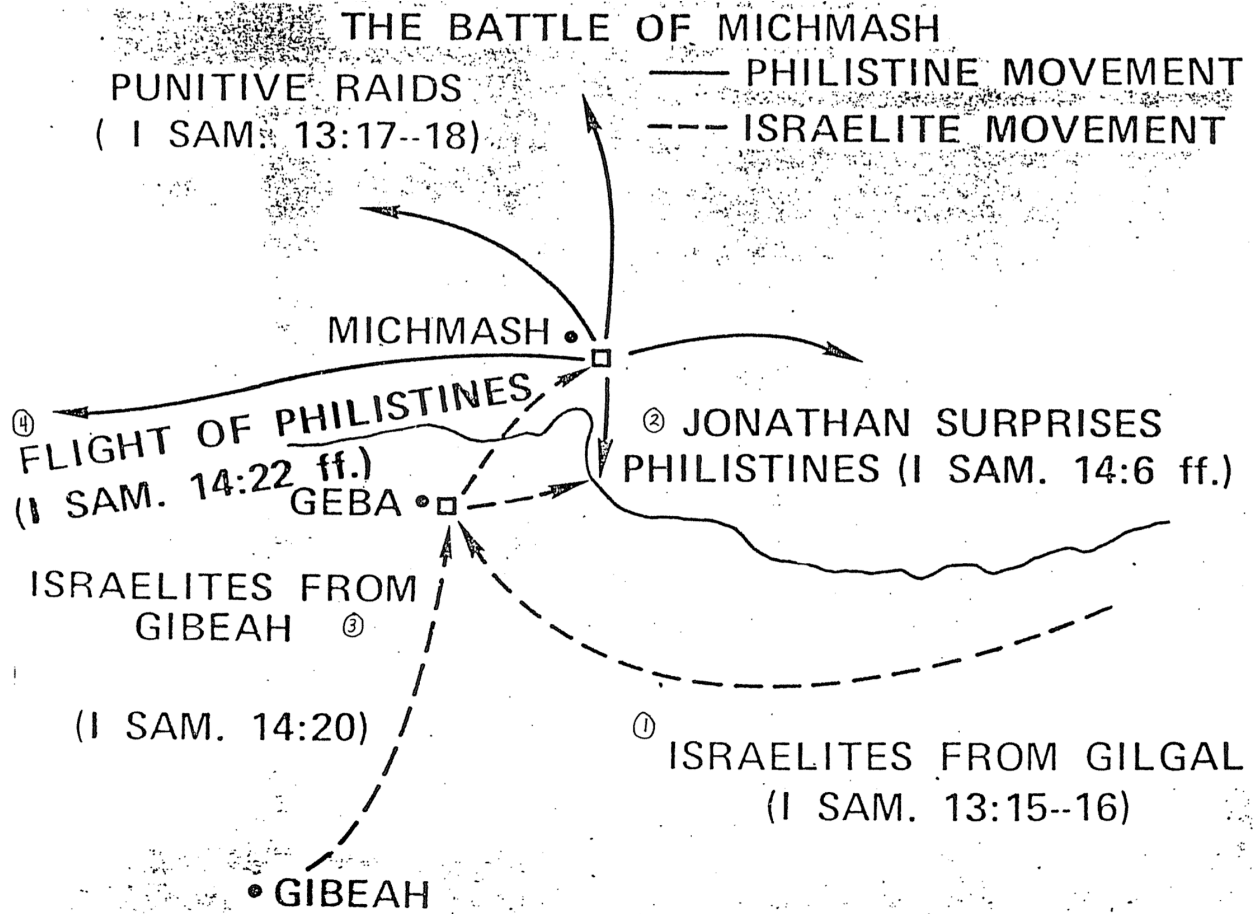 THE BATTLE OF MICHMASH
PUNITIVE RAIDS
( I SAM. 13:17--18)
PHILISTINE MOVEMENT
ISRAELITE MOVEMENT
MICHMASH
④
FLIGHT OF PHILISTINES
(I SAM. 14:22 ff.)
② JONATHAN SURPRISES
PHILISTINES (I SAM. 14:6 ff.)
GEBA
ISRAELITES FROM
GIBEAH ③
(I SAM. 14:20)
①
ISRAELITES FROM GILGAL
(I SAM. 13:15--16)
GIBEAH